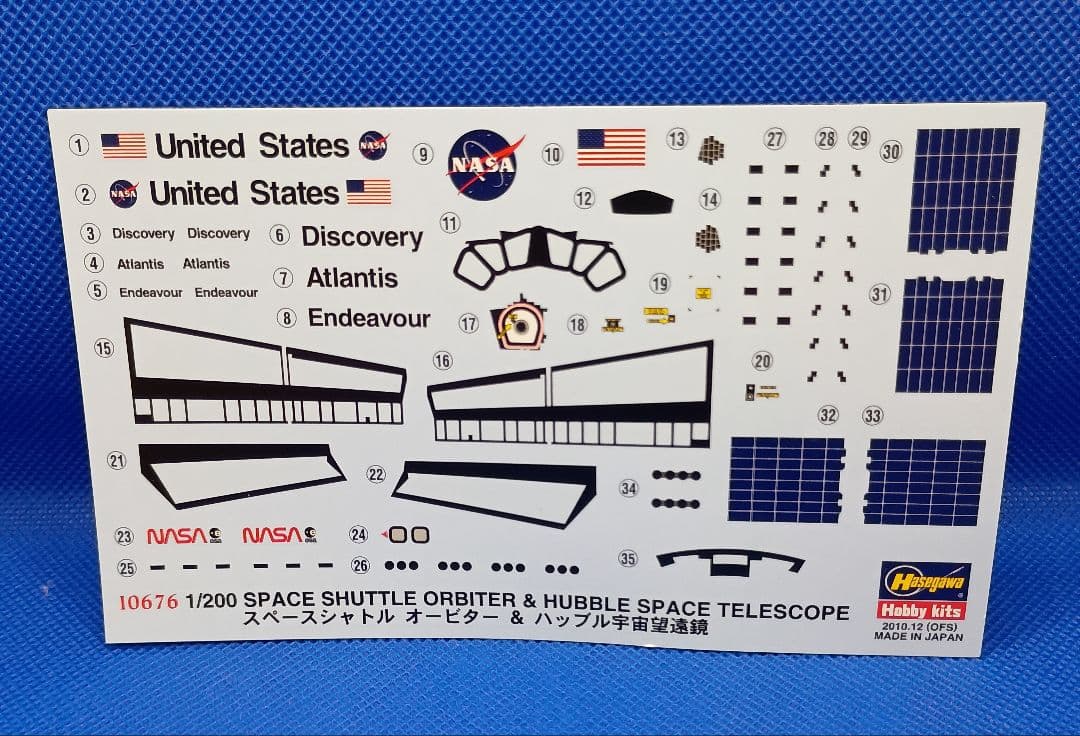 ① United States NASA
② NASA United States
③ Discovery Discovery
④ Atlantis Atlantis
⑤ Endeavour Endeavour
⑥ Discovery
⑦ Atlantis
⑧ Endeavour
⑨ NASA
⑩
⑪
⑫
⑬
⑭
⑮
⑯
⑰
⑱
⑲
⑳
㉑
㉒
㉓ NASA NASA
㉔
㉕
㉖
㉗
㉘
㉙
㉚
㉛
㉜
㉝
㉞
㉟
10676 1/200 SPACE SHUTTLE ORBITER & HUBBLE SPACE TELESCOPE
スペースシャトル オービター & ハッブル宇宙望遠鏡
Hasegawa
Hobby kits
2010.12 (OFS)
MADE IN JAPAN